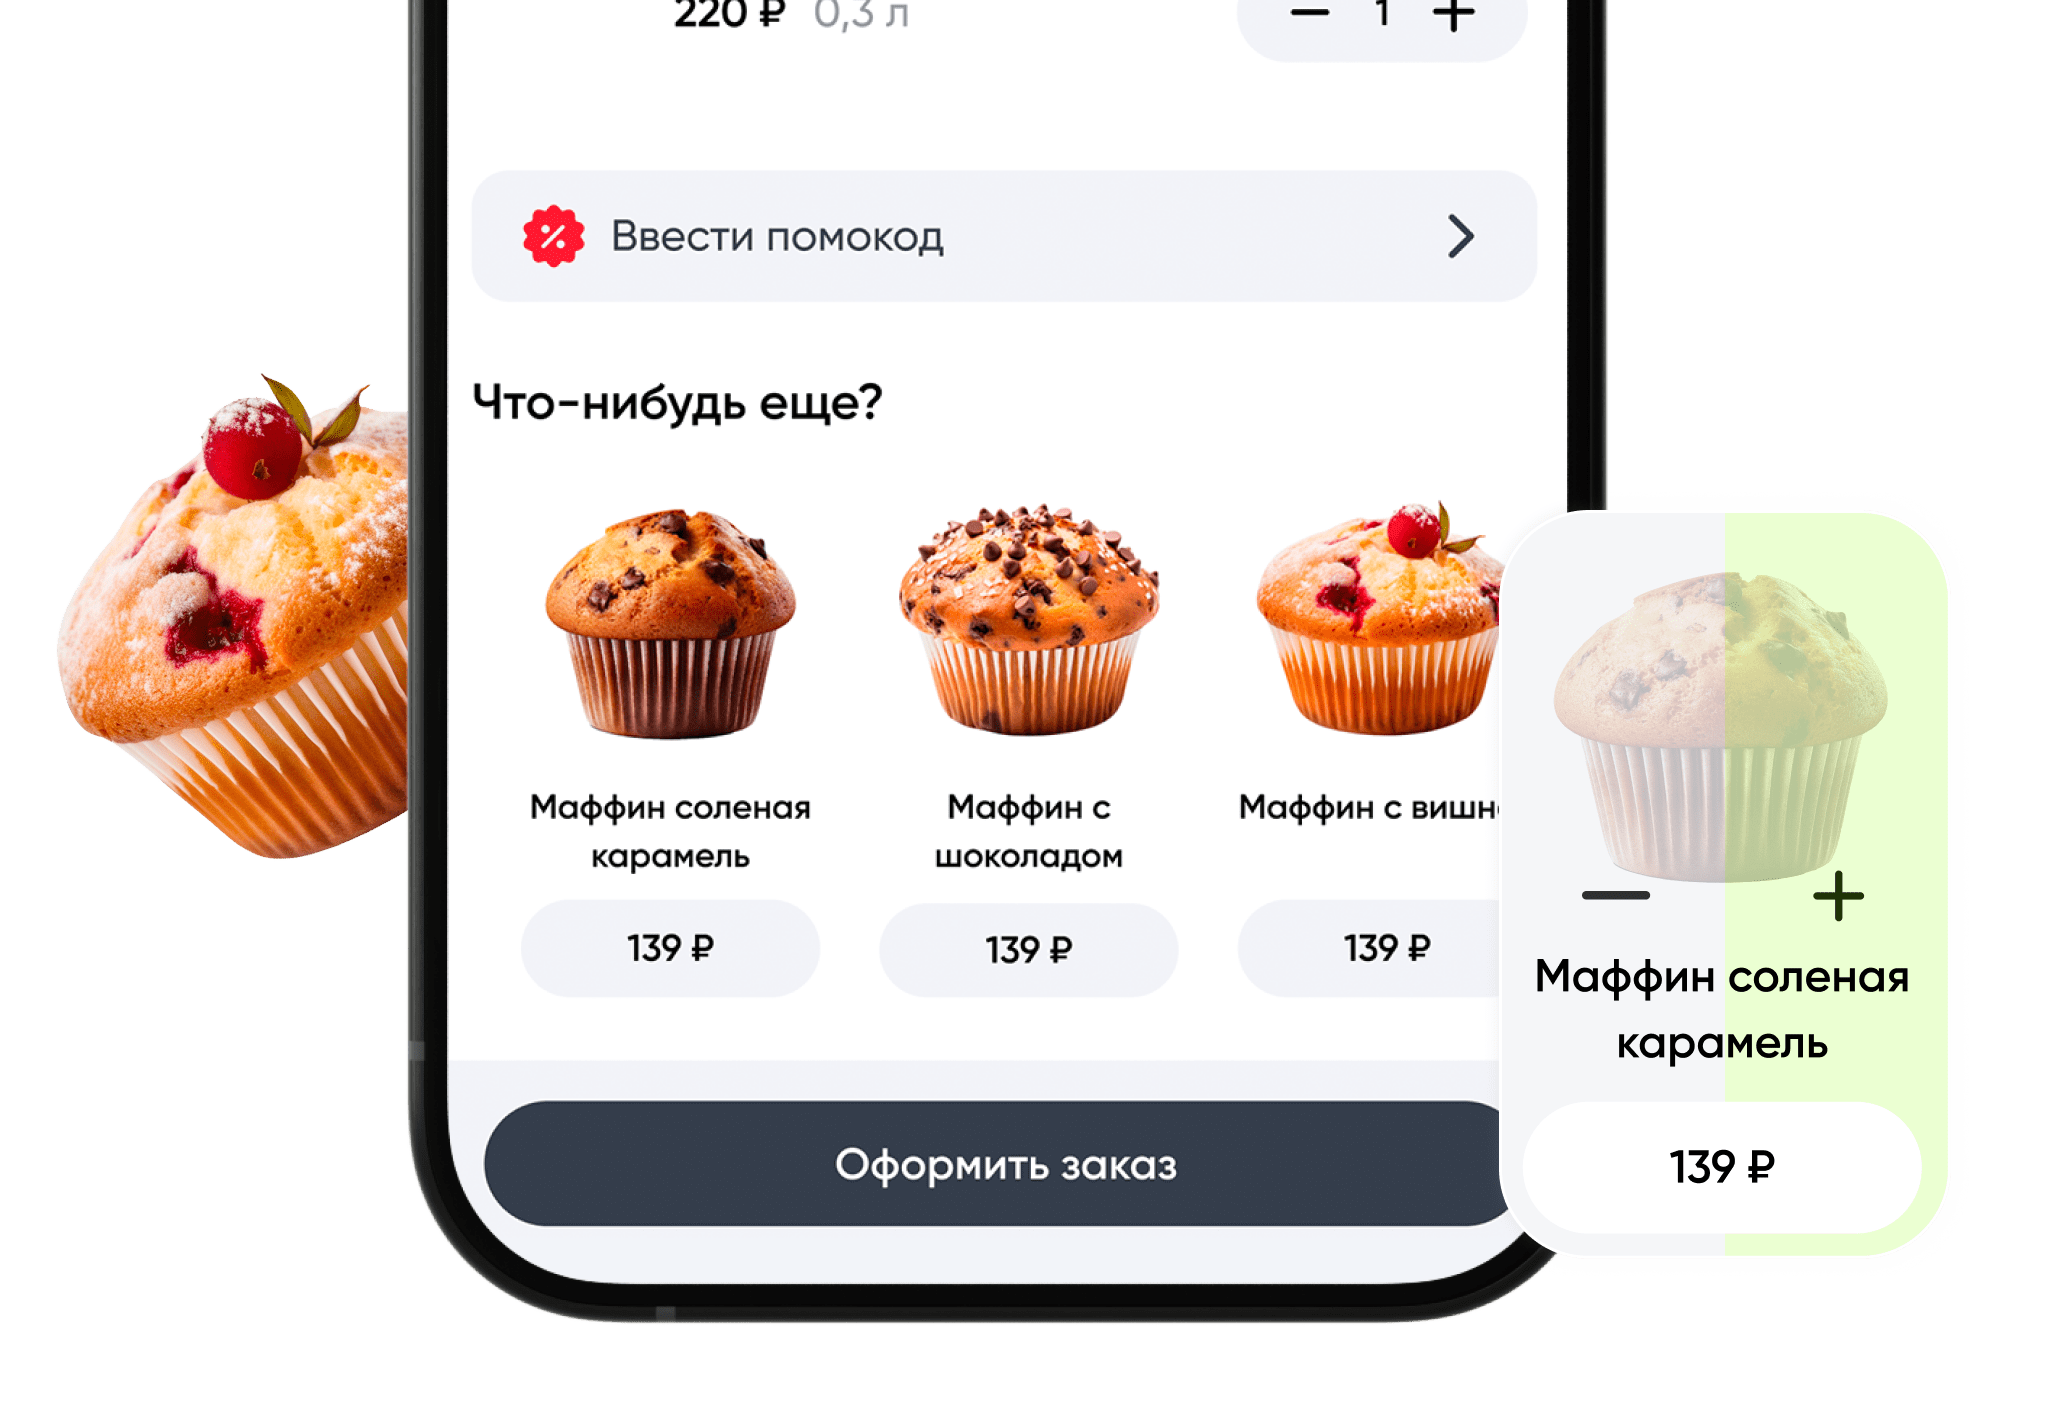 220 ₽ 0,3 л
1
Ввести помокод
Что-нибудь еще?
Маффин соленая
карамель
139 ₽
Маффин с
шоколадом
139 ₽
Маффин с вишн
139 ₽
Маффин соленая
карамель
139 ₽
Оформить заказ